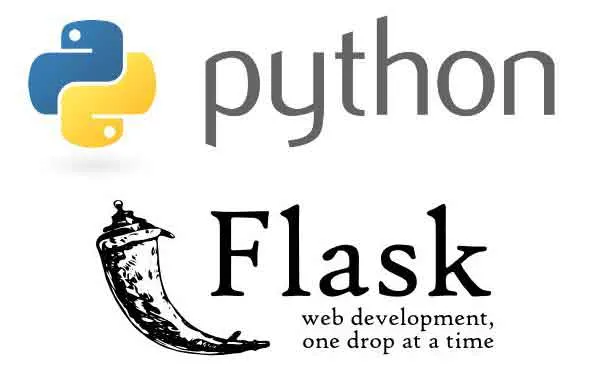 python
Flask
web development,
one drop at a time